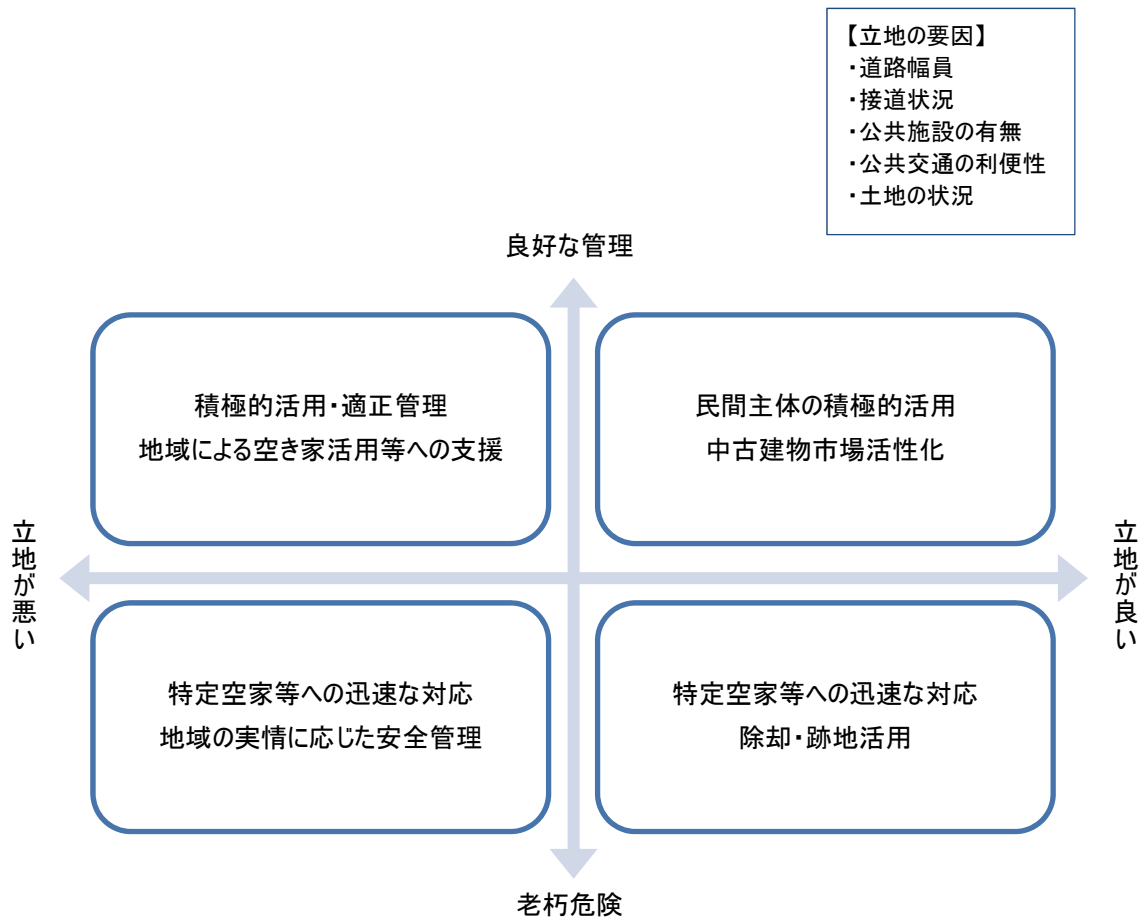 【立地の要因】
・道路幅員
・接道状況
・公共施設の有無
・公共交通の利便性
・土地の状況
良好な管理
積極的活用・適正管理
地域による空き家活用等への支援
民間主体の積極的活用
中古建物市場活性化
立地が悪い
立地が良い
特定空家等への迅速な対応
地域の実情に応じた安全管理
特定空家等への迅速な対応
除却・跡地活用
老朽危険